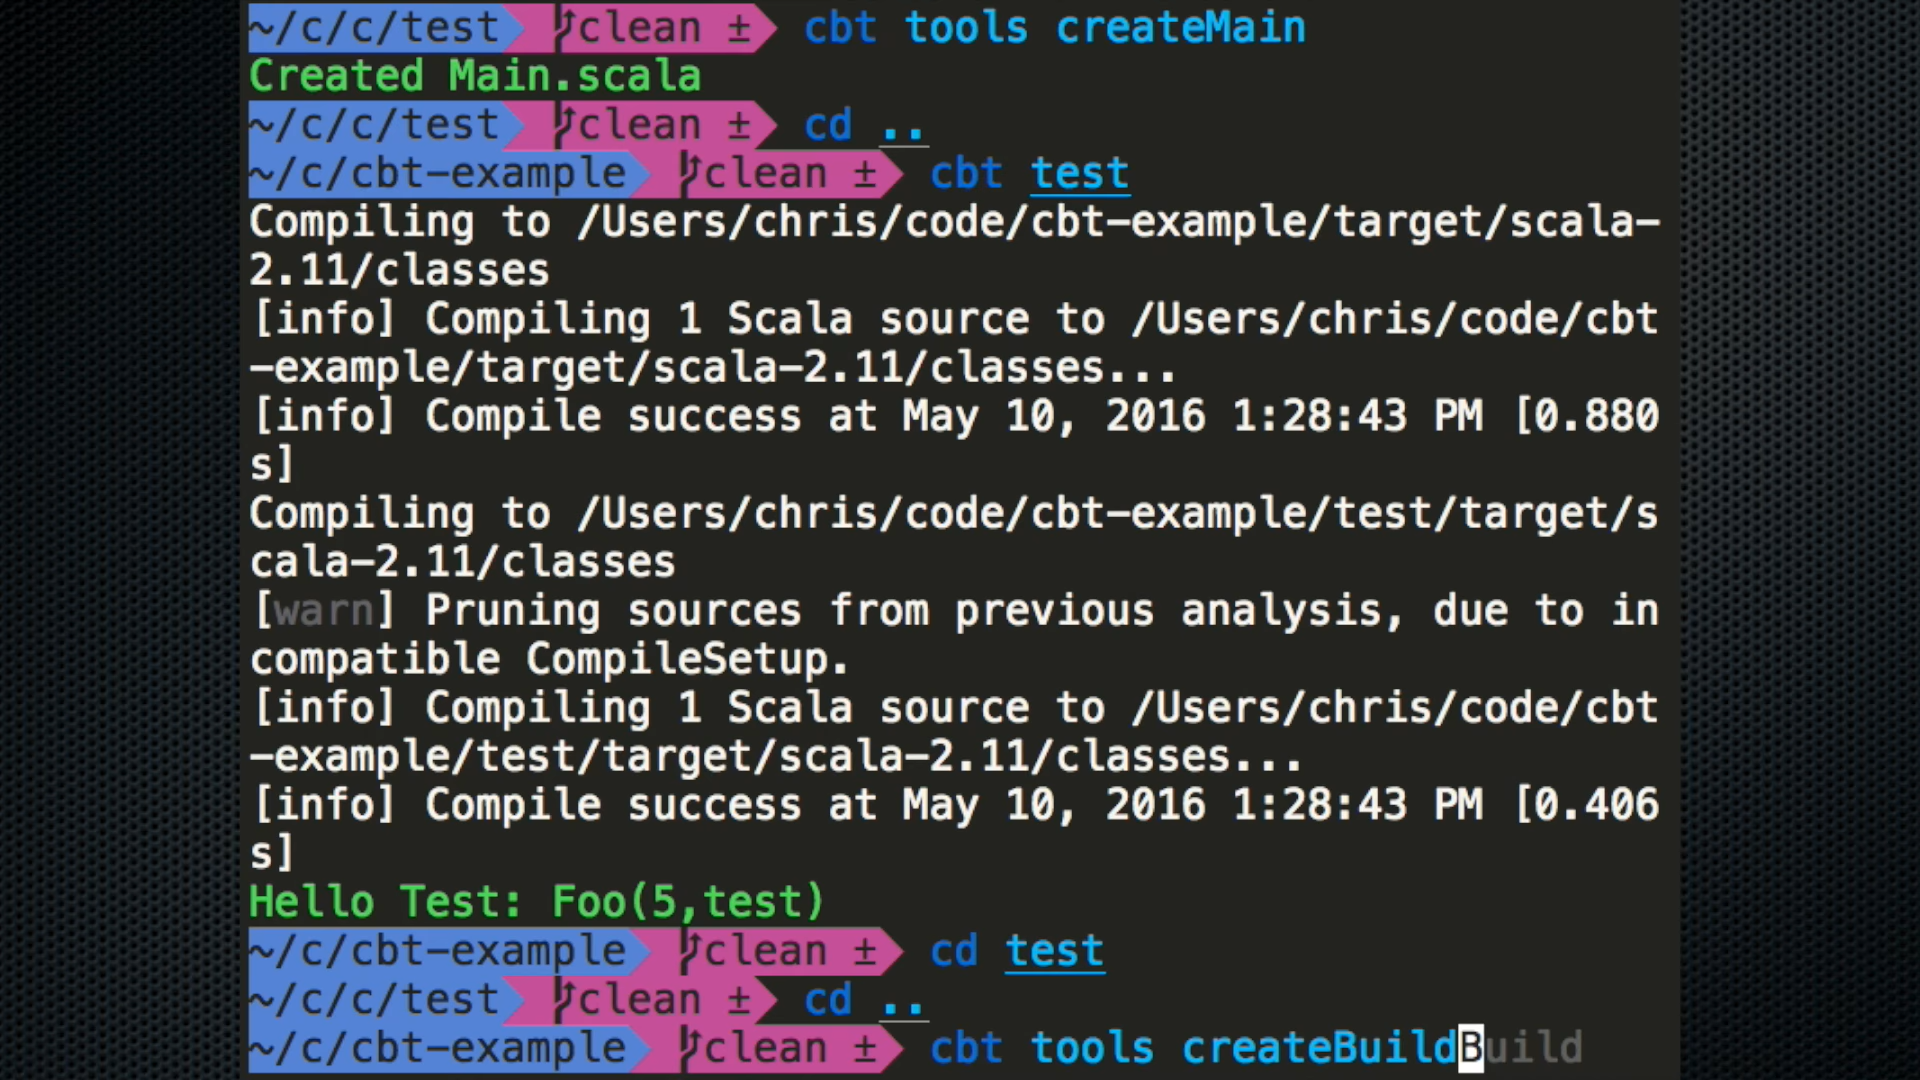 ~/c/c/test clean ± cbt tools createMain
Created Main.scala
~/c/c/test clean ± cd ..
~/c/cbt-example clean ± cbt test
Compiling to /Users/chris/code/cbt-example/target/scala-
2.11/classes
[info] Compiling 1 Scala source to /Users/chris/code/cbt
-example/target/scala-2.11/classes...
[info] Compile success at May 10, 2016 1:28:43 PM [0.880
s]
Compiling to /Users/chris/code/cbt-example/test/target/s
cala-2.11/classes
[warn] Pruning sources from previous analysis, due to in
compatible CompileSetup.
[info] Compiling 1 Scala source to /Users/chris/code/cbt
-example/test/target/scala-2.11/classes...
[info] Compile success at May 10, 2016 1:28:43 PM [0.406
s]
Hello Test: Foo(5,test)
~/c/cbt-example clean ± cd test
~/c/c/test clean ± cd ..
~/c/cbt-example clean ± cbt tools createBuildBuild